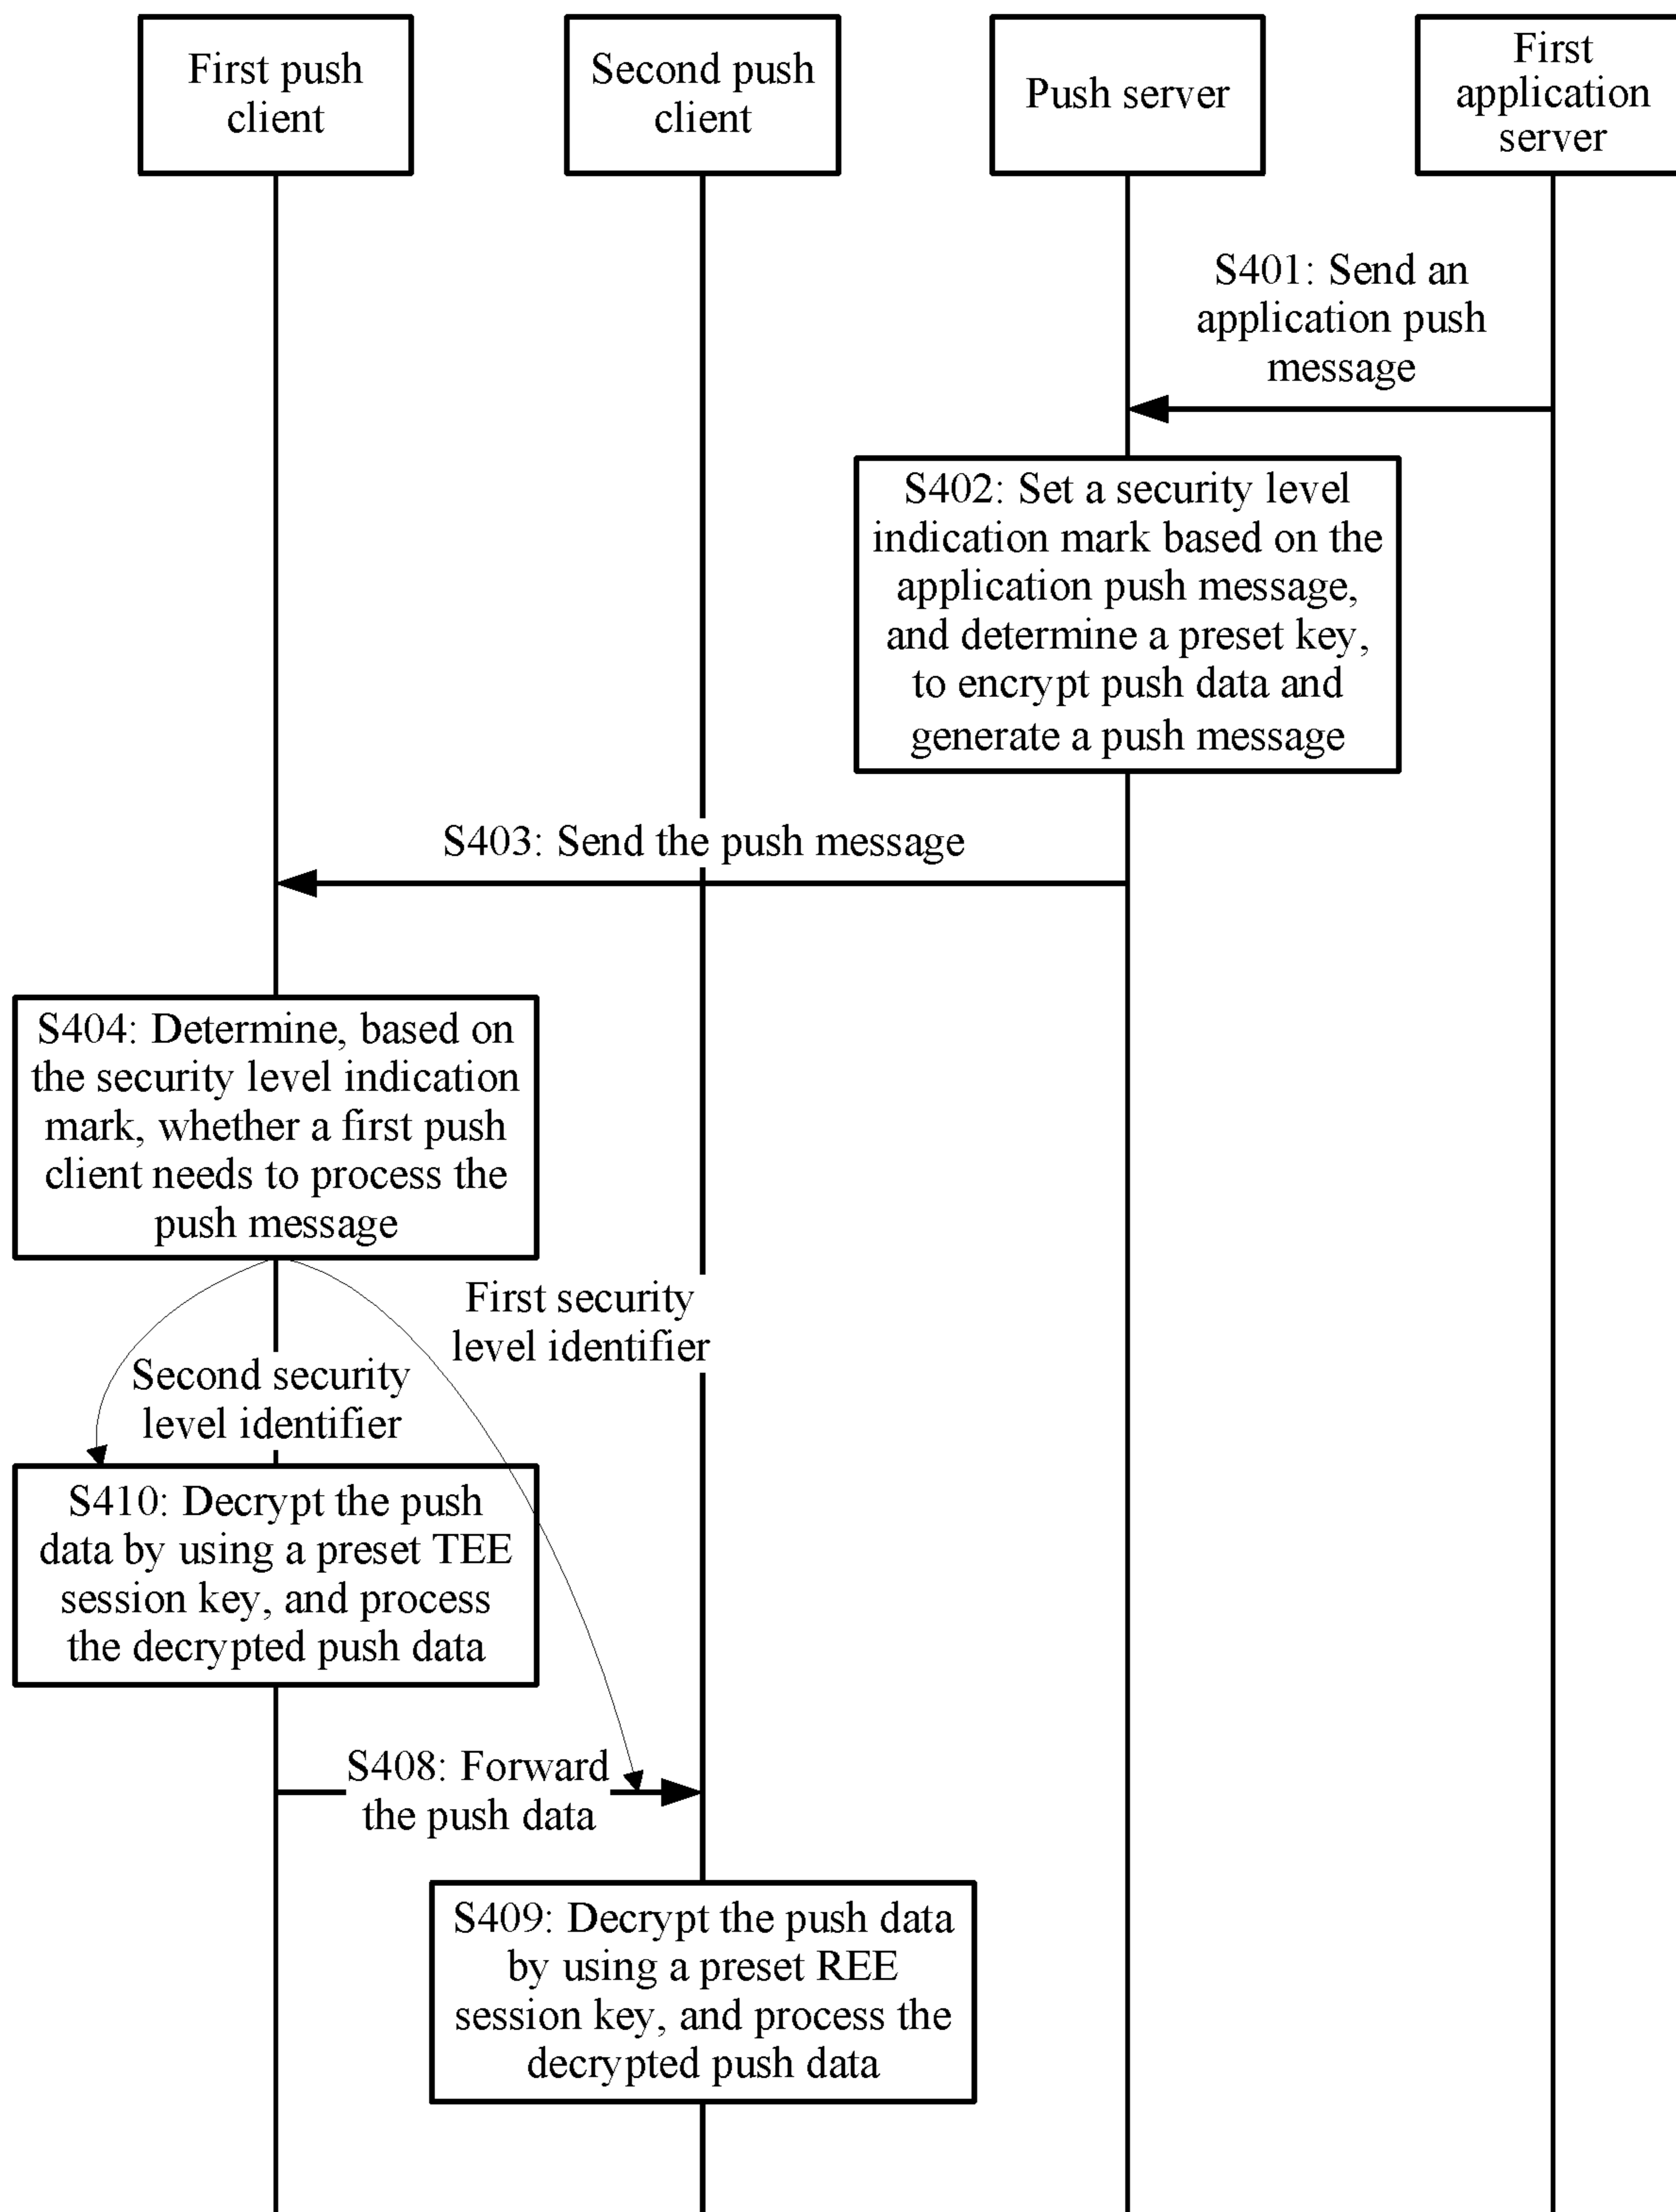 First push
client
Second push
client
Push server
First
application
server
S401: Send an
application push
message
S402: Set a security level
indication mark based on the
application push message,
and determine a preset key,
to encrypt push data and
generate a push message
S403: Send the push message
S404: Determine, based on
the security level indication
mark, whether a first push
client needs to process the
push message
First security
level identifier
Second security
level identifier
S410: Decrypt the push
data by using a preset TEE
session key, and process
the decrypted push data
S408: Forward
the push data
S409: Decrypt the push data
by using a preset REE
session key, and process the
decrypted push data